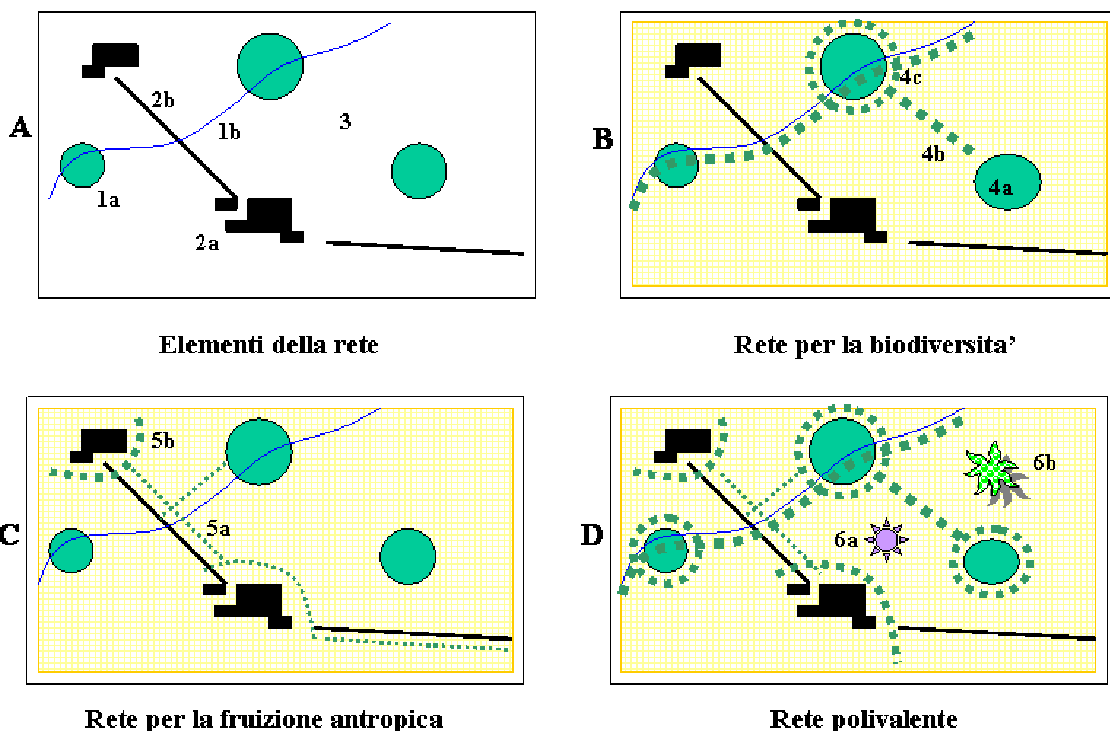 A
2b
1b
3
1a
2a
Elementi della rete
B
4c
4b
4a
Rete per la biodiversita’
C
5b
5a
Rete per la fruizione antropica
D
6b
6a
Rete polivalente